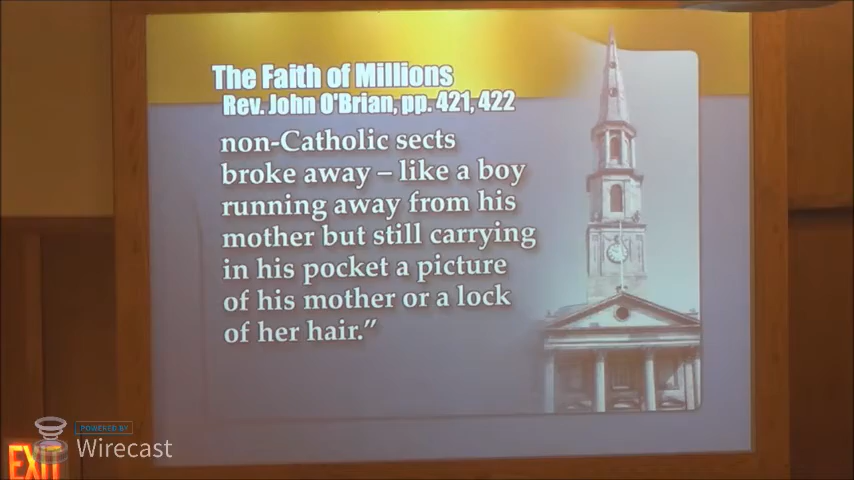 The Faith of Millions
Rev. John O'Brian, pp. 421, 422
non-Catholic sects
broke away – like a boy
running away from his
mother but still carrying
in his pocket a picture
of his mother or a lock
of her hair.”
POWERED BY
Wirecast
EXIT